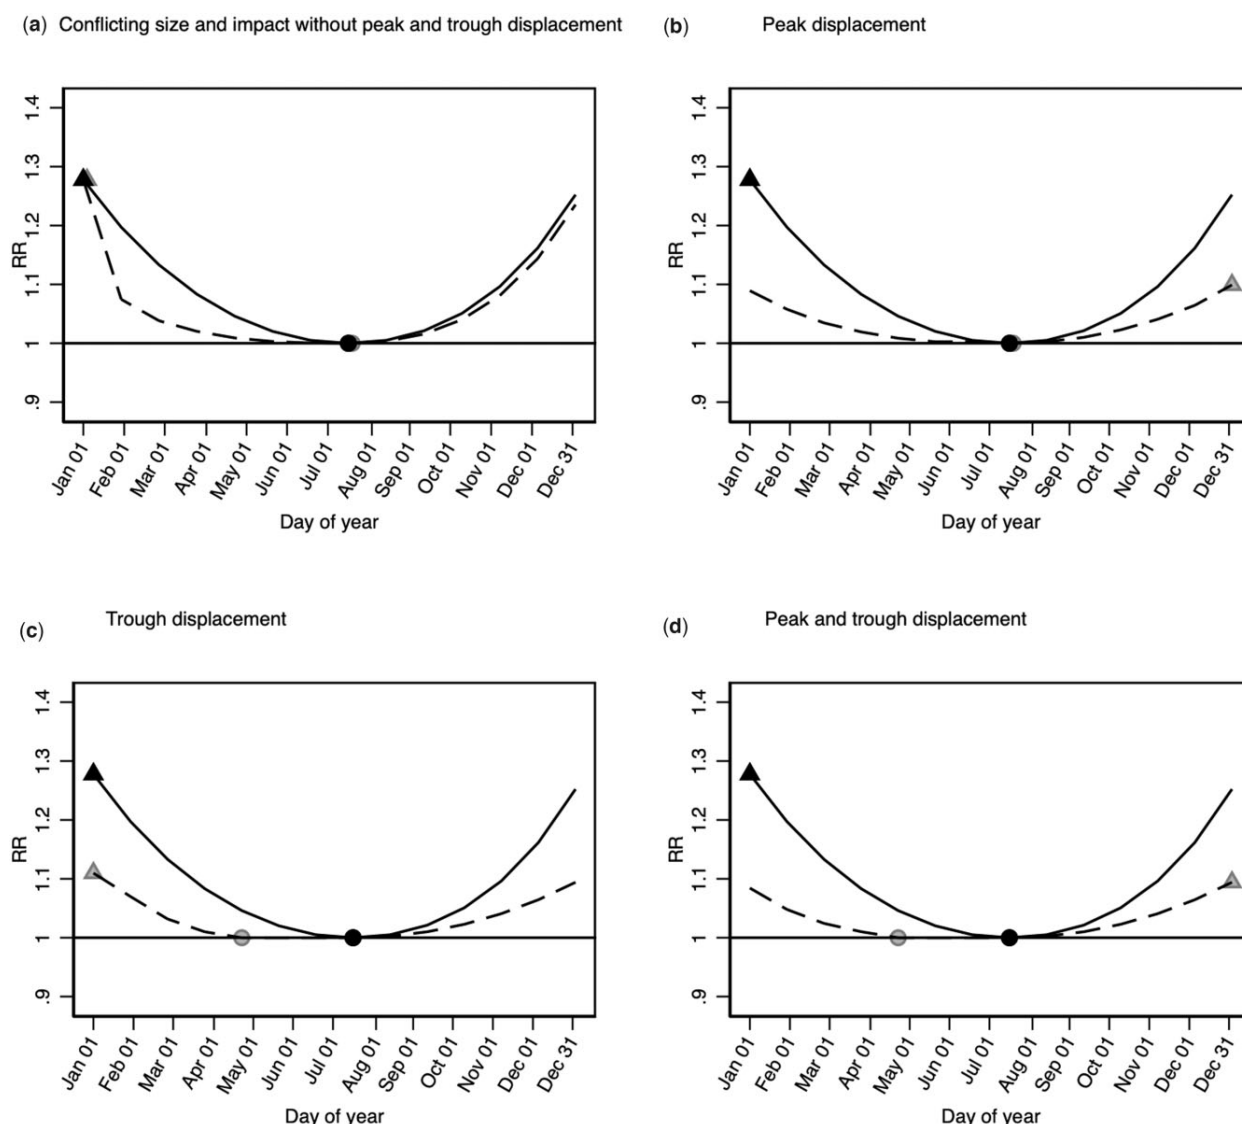 (a) Conflicting size and impact without peak and trough displacement
1.4
1.3
1.2
1.1
1
.9
RR
Jan 01
Feb 01
Mar 01
Apr 01
May 01
Jun 01
Jul 01
Aug 01
Sep 01
Oct 01
Nov 01
Dec 01
Dec 31
Day of year
(b) Peak displacement
1.4
1.3
1.2
1.1
1
.9
RR
Jan 01
Feb 01
Mar 01
Apr 01
May 01
Jun 01
Jul 01
Aug 01
Sep 01
Oct 01
Nov 01
Dec 01
Dec 31
Day of year
(c) Trough displacement
1.4
1.3
1.2
1.1
1
.9
RR
Jan 01
Feb 01
Mar 01
Apr 01
May 01
Jun 01
Jul 01
Aug 01
Sep 01
Oct 01
Nov 01
Dec 01
Dec 31
Day of year
(d) Peak and trough displacement
1.4
1.3
1.2
1.1
1
.9
RR
Jan 01
Feb 01
Mar 01
Apr 01
May 01
Jun 01
Jul 01
Aug 01
Sep 01
Oct 01
Nov 01
Dec 01
Dec 31
Day of year